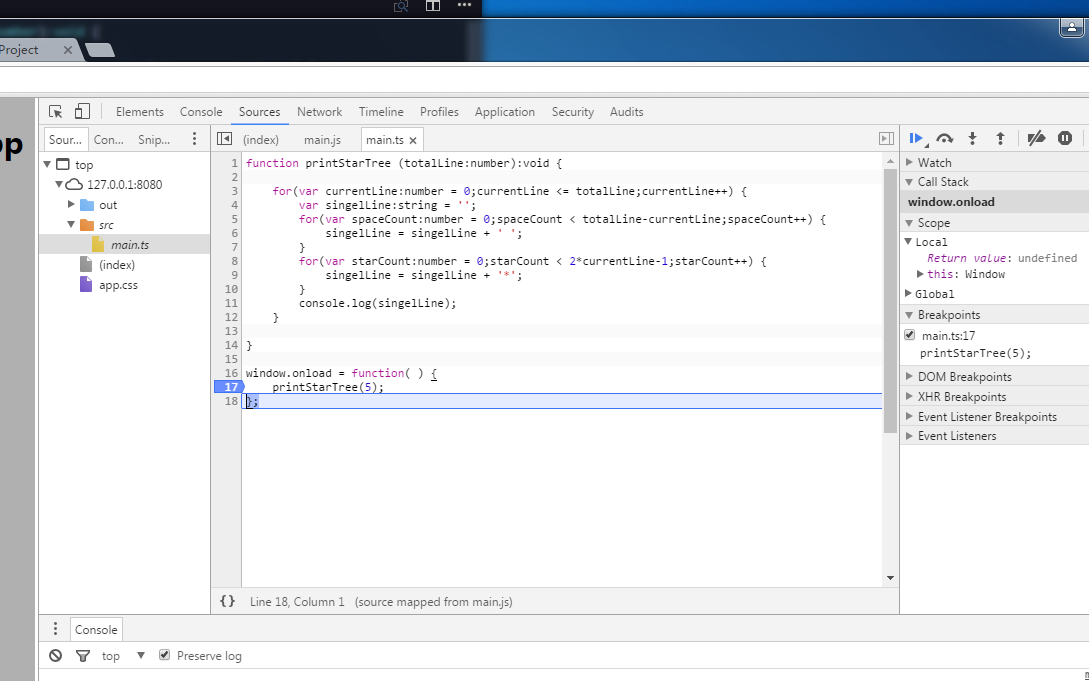 Project
pp
Elements Console Sources Network Timeline Profiles Application Security Audits
Sour... Con... Snip...
top
127.0.0.1:8080
out
src
main.ts
(index)
app.css
(index) main.js main.ts
1 function printStarTree (totalLine:number):void {
2
3 for(var currentLine:number = 0;currentLine <= totalLine;currentLine++) {
4 var singelLine:string = '';
5 for(var spaceCount:number = 0;spaceCount < totalLine-currentLine;spaceCount++) {
6 singelLine = singelLine + ' ';
7 }
8 for(var starCount:number = 0;starCount < 2*currentLine-1;starCount++) {
9 singelLine = singelLine + '*';
10 }
11 console.log(singelLine);
12 }
13
14 }
15
16 window.onload = function( ) {
17 printStarTree(5);
18 };
{} Line 18, Column 1 (source mapped from main.js)
Watch
Call Stack
window.onload
Scope
Local
Return value: undefined
this: Window
Global
Breakpoints
main.ts:17
printStarTree(5);
DOM Breakpoints
XHR Breakpoints
Event Listener Breakpoints
Event Listeners
Console
top Preserve log